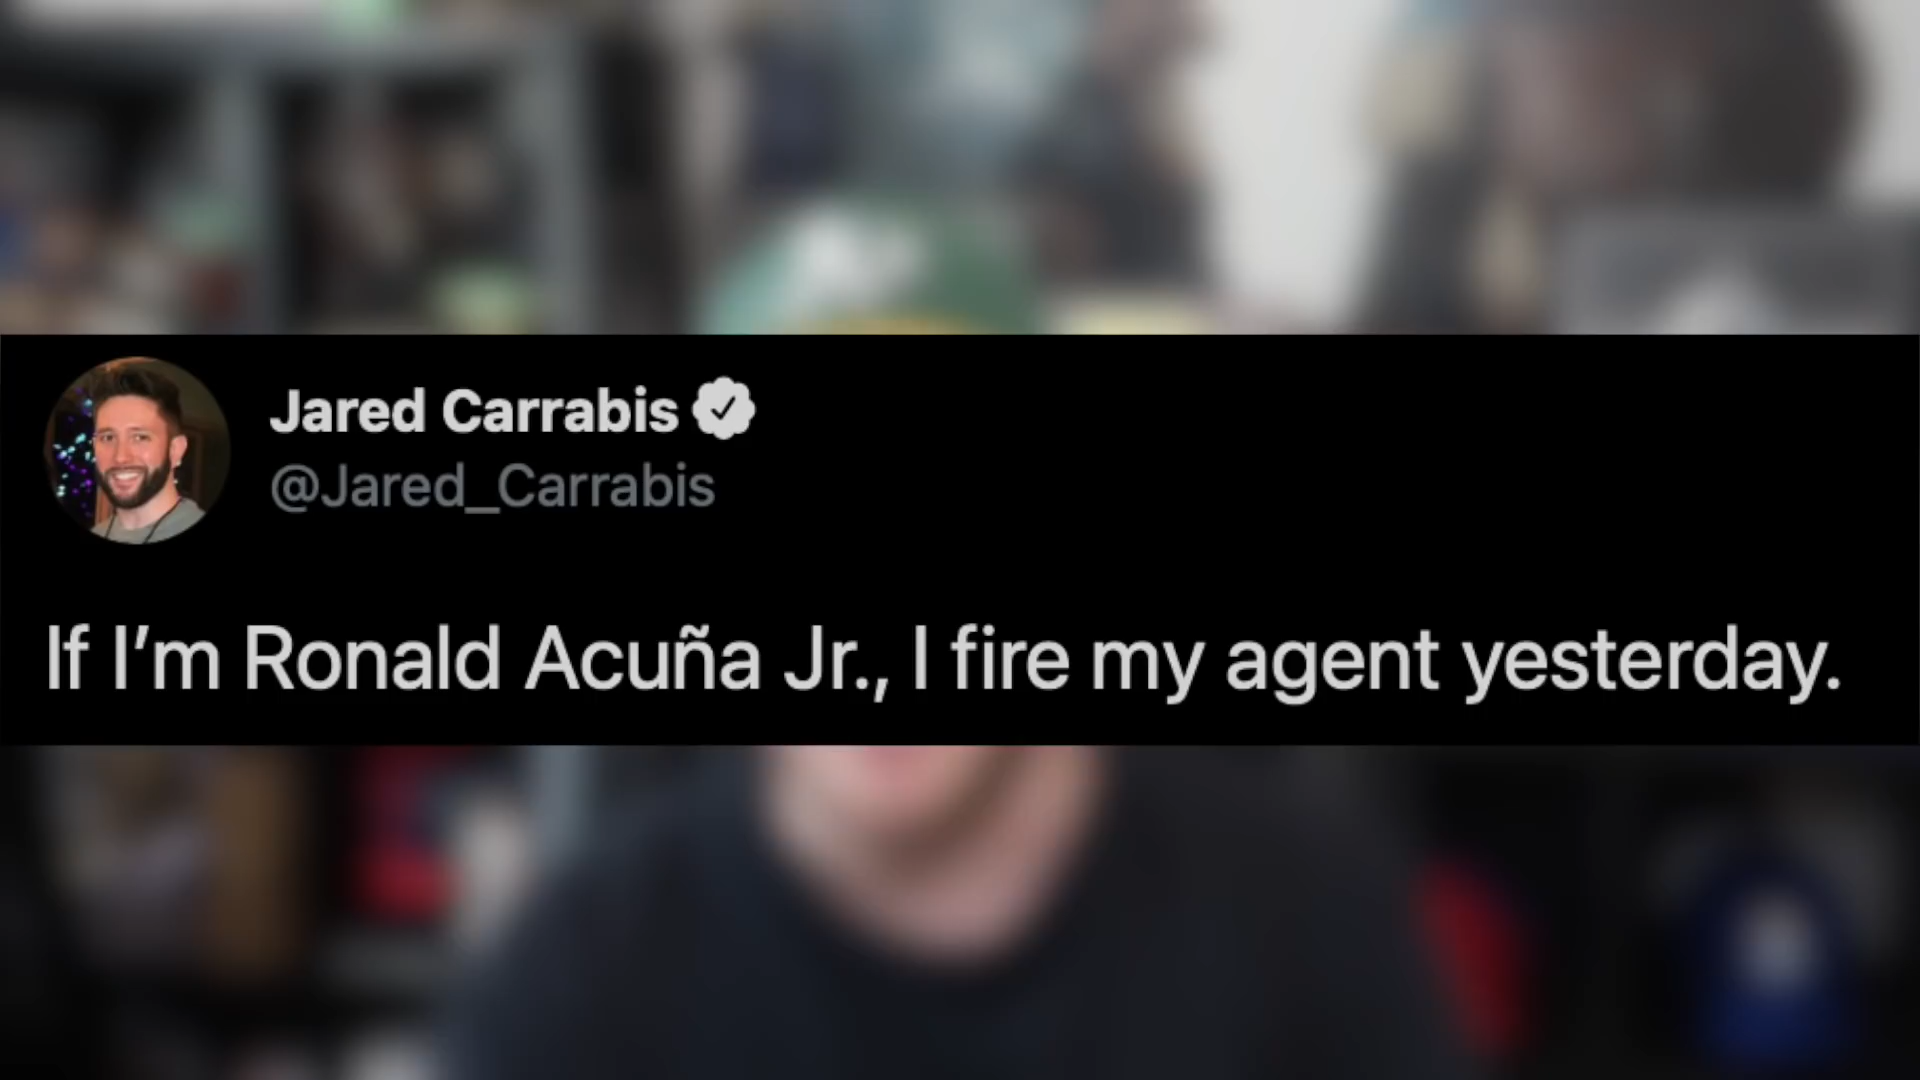 Jared Carrabis
@Jared_Carrabis
If I’m Ronald Acuña Jr., I fire my agent yesterday.